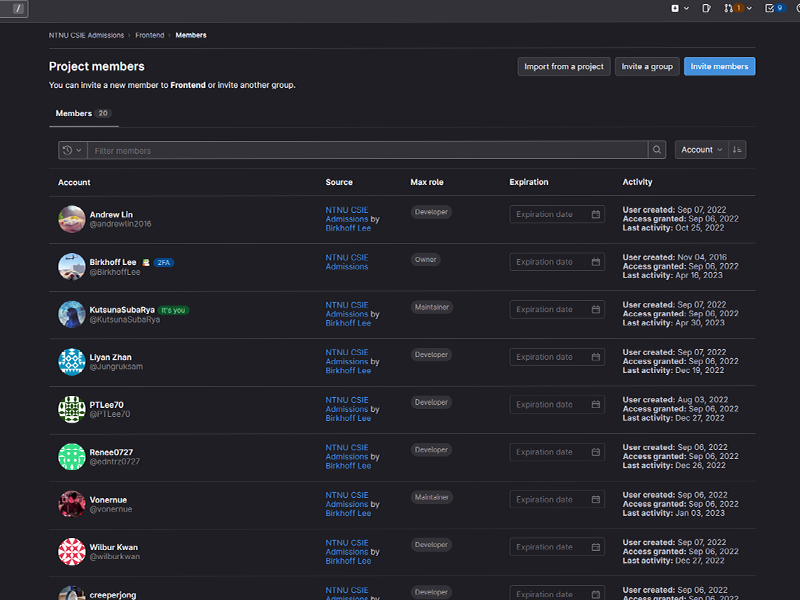 /
1
9
NTNU CSIE Admissions › Frontend › Members
Project members
Import from a project
Invite a group
Invite members
You can invite a new member to Frontend or invite another group.
Members 20
Filter members
Account
Account Source Max role Expiration Activity
Andrew Lin
@andrewlin2016
NTNU CSIE
Admissions by
Birkhoff Lee
Developer
Expiration date
User created: Sep 07, 2022
Access granted: Sep 06, 2022
Last activity: Oct 25, 2022
Birkhoff Lee 2FA
@BirkhoffLee
NTNU CSIE
Admissions
Owner
Expiration date
User created: Nov 04, 2016
Access granted: Sep 06, 2022
Last activity: Apr 16, 2023
KutsunaSubaRya It's you
@KutsunaSubaRya
NTNU CSIE
Admissions by
Birkhoff Lee
Maintainer
Expiration date
User created: Sep 07, 2022
Access granted: Sep 06, 2022
Last activity: Apr 30, 2023
Liyan Zhan
@Jungruksam
NTNU CSIE
Admissions by
Birkhoff Lee
Developer
Expiration date
User created: Sep 07, 2022
Access granted: Sep 06, 2022
Last activity: Dec 19, 2022
PTLee70
@PTLee70
NTNU CSIE
Admissions by
Birkhoff Lee
Developer
Expiration date
User created: Aug 03, 2022
Access granted: Sep 06, 2022
Last activity: Dec 27, 2022
Renee0727
@edntrz0727
NTNU CSIE
Admissions by
Birkhoff Lee
Developer
Expiration date
User created: Sep 06, 2022
Access granted: Sep 06, 2022
Last activity: Dec 26, 2022
Vonernue
@vonernue
NTNU CSIE
Admissions by
Birkhoff Lee
Maintainer
Expiration date
User created: Sep 06, 2022
Access granted: Sep 06, 2022
Last activity: Jan 03, 2023
Wilbur Kwan
@wilburkwan
NTNU CSIE
Admissions by
Birkhoff Lee
Developer
Expiration date
User created: Sep 07, 2022
Access granted: Sep 06, 2022
Last activity: Dec 27, 2022
creeperjong
NTNU CSIE
Admissions by
Developer
Expiration date
User created: Sep 06, 2022
Access granted: Sep 06, 2022